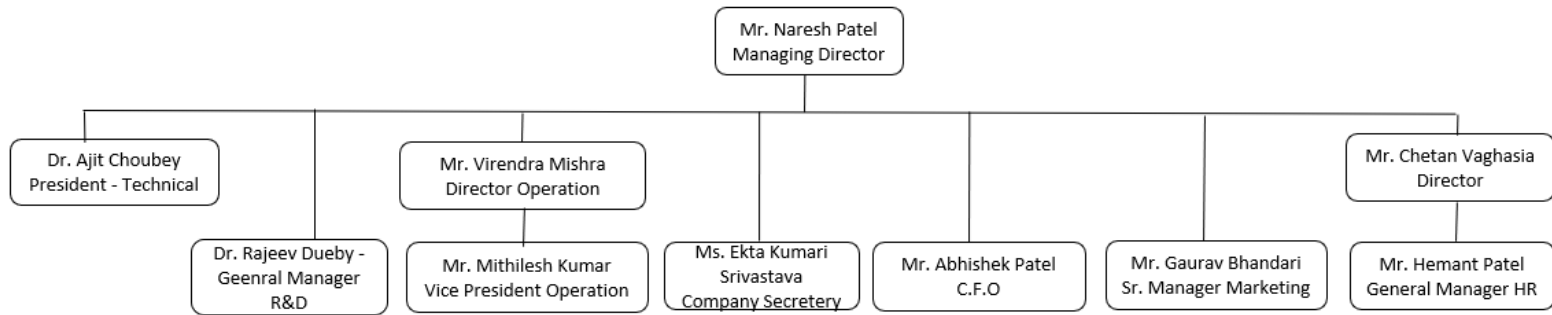 Mr. Naresh Patel
Managing Director
Dr. Ajit Choubey
President - Technical
Mr. Virendra Mishra
Director Operation
Mr. Chetan Vaghasia
Director
Dr. Rajeev Dueby -
Geenral Manager
R&D
Mr. Mithilesh Kumar
Vice President Operation
Ms. Ekta Kumari
Srivastava
Company Secretery
Mr. Abhishek Patel
C.F.O
Mr. Gaurav Bhandari
Sr. Manager Marketing
Mr. Hemant Patel
General Manager HR